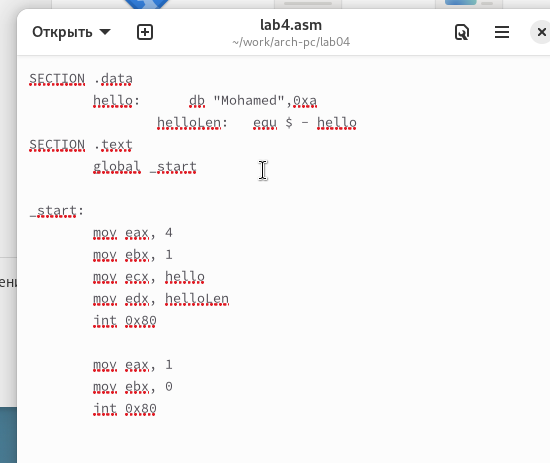 Открыть
lab4.asm
~/work/arch-pc/lab04
SECTION .data
hello: db "Mohamed",0xa
helloLen: equ $ - hello
SECTION .text
global _start
_start:
mov eax, 4
mov ebx, 1
mov ecx, hello
mov edx, helloLen
int 0x80
mov eax, 1
mov ebx, 0
int 0x80